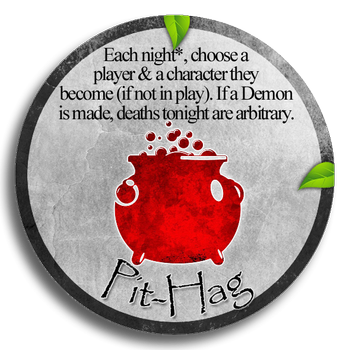 Each night*, choose a
player & a character they
become (if not in play). If a Demon
is made, deaths tonight are arbitrary.
Pit-Hag